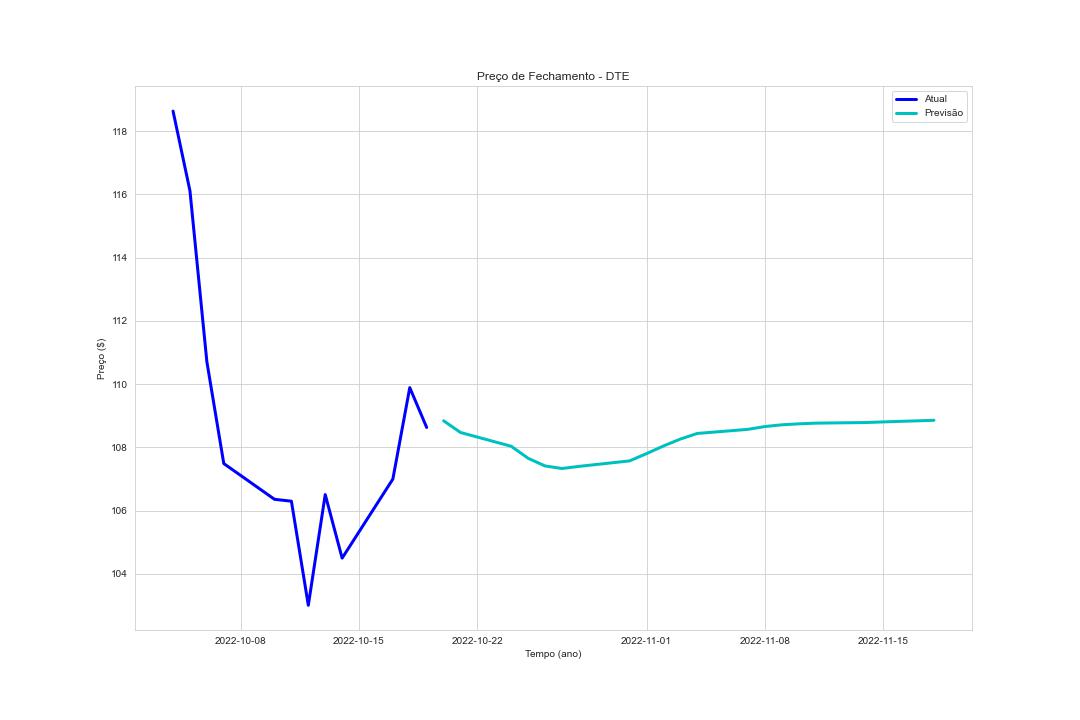 Preço de Fechamento - DTE
Atual
Previsão
Preço ($)
118
116
114
112
110
108
106
104
2022-10-08
2022-10-15
2022-10-22
2022-11-01
2022-11-08
2022-11-15
Tempo (ano)